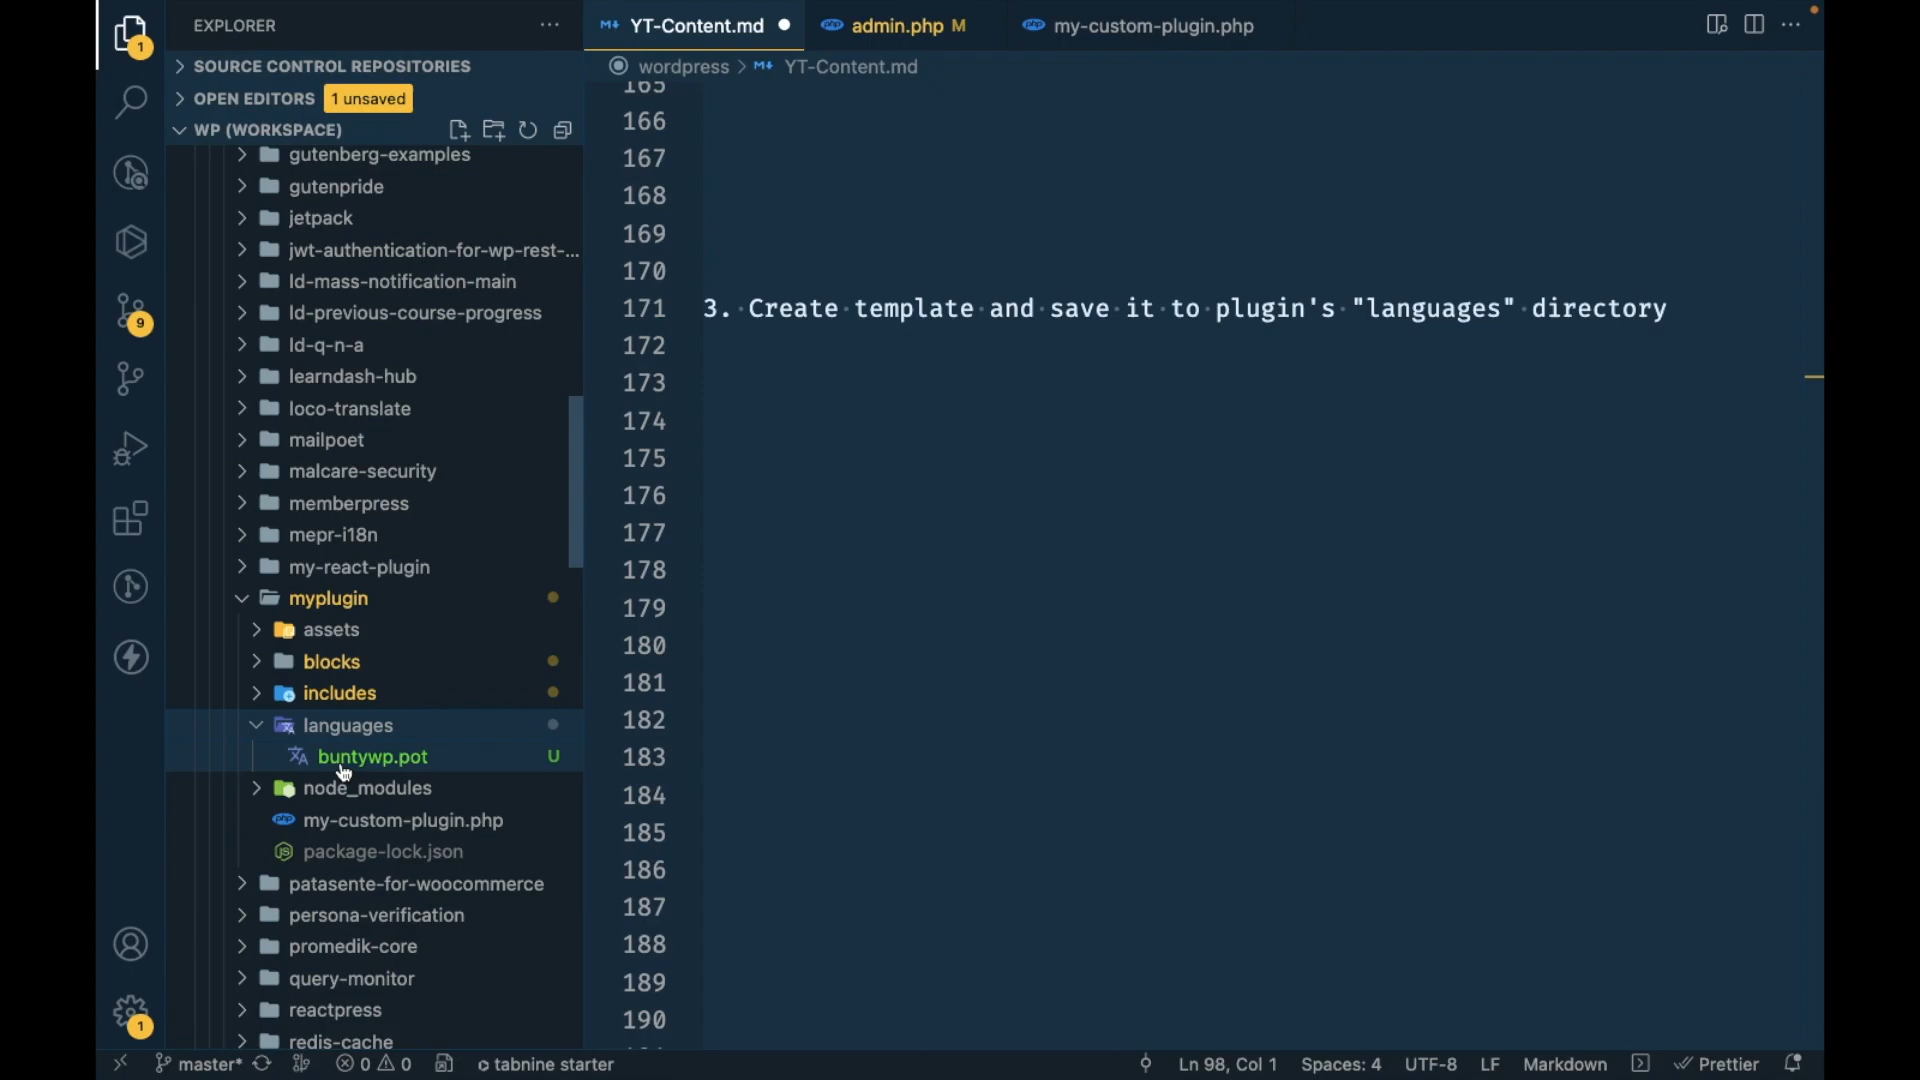 EXPLORER
SOURCE CONTROL REPOSITORIES
OPEN EDITORS 1 unsaved
WP (WORKSPACE)
gutenberg-examples
gutenpride
jetpack
jwt-authentication-for-wp-rest-...
ld-mass-notification-main
ld-previous-course-progress
ld-q-n-a
learndash-hub
loco-translate
mailpoet
malcare-security
memberpress
mepr-i18n
my-react-plugin
myplugin
assets
blocks
includes
languages
buntywp.pot U
node_modules
my-custom-plugin.php
package-lock.json
patasente-for-woocommerce
persona-verification
promedik-core
query-monitor
reactpress
redis-cache
1
9
1
YT-Content.md
admin.php M
my-custom-plugin.php
wordpress > YT-Content.md
165
166
167
168
169
170
171 3. Create template and save it to plugin's "languages" directory
172
173
174
175
176
177
178
179
180
181
182
183
184
185
186
187
188
189
190
master* 0 0 tabnine starter Ln 98, Col 1 Spaces: 4 UTF-8 LF Markdown Prettier